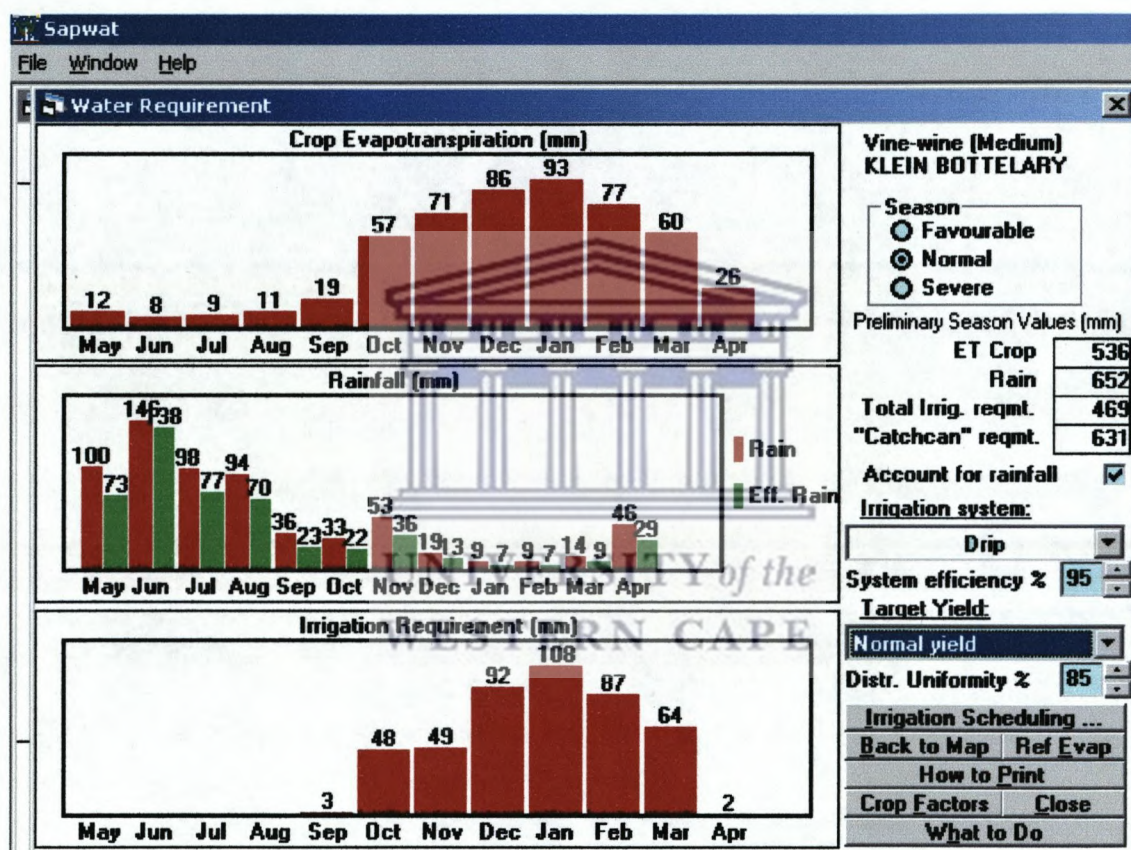 Sapwat
File Window Help
Water Requirement
Crop Evapotranspiration (mm)
12 8 9 11 19 57 71 86 93 77 60 26
May Jun Jul Aug Sep Oct Nov Dec Jan Feb Mar Apr
Rainfall (mm)
100 73 146 138 98 77 94 70 36 23 33 22 53 36 19 13 9 7 9 7 14 9 46 29
Rain
Eff. Rain
May Jun Jul Aug Sep Oct Nov Dec Jan Feb Mar Apr
Irrigation Requirement (mm)
3 48 49 92 108 87 64 2
May Jun Jul Aug Sep Oct Nov Dec Jan Feb Mar Apr
Vine-wine (Medium)
KLEIN BOTTELARY
Season
Favourable
Normal
Severe
Preliminary Season Values (mm)
ET Crop 536
Rain 652
Total Irrig. reqmt. 469
"Catchcan" reqmt. 631
Account for rainfall
Irrigation system:
Drip
System efficiency % 95
Target Yield:
Normal yield
Distr. Uniformity % 85
Irrigation Scheduling ...
Back to Map Ref Evap
How to Print
Crop Factors Close
What to Do
UNIVERSITY of the
WESTERN CAPE